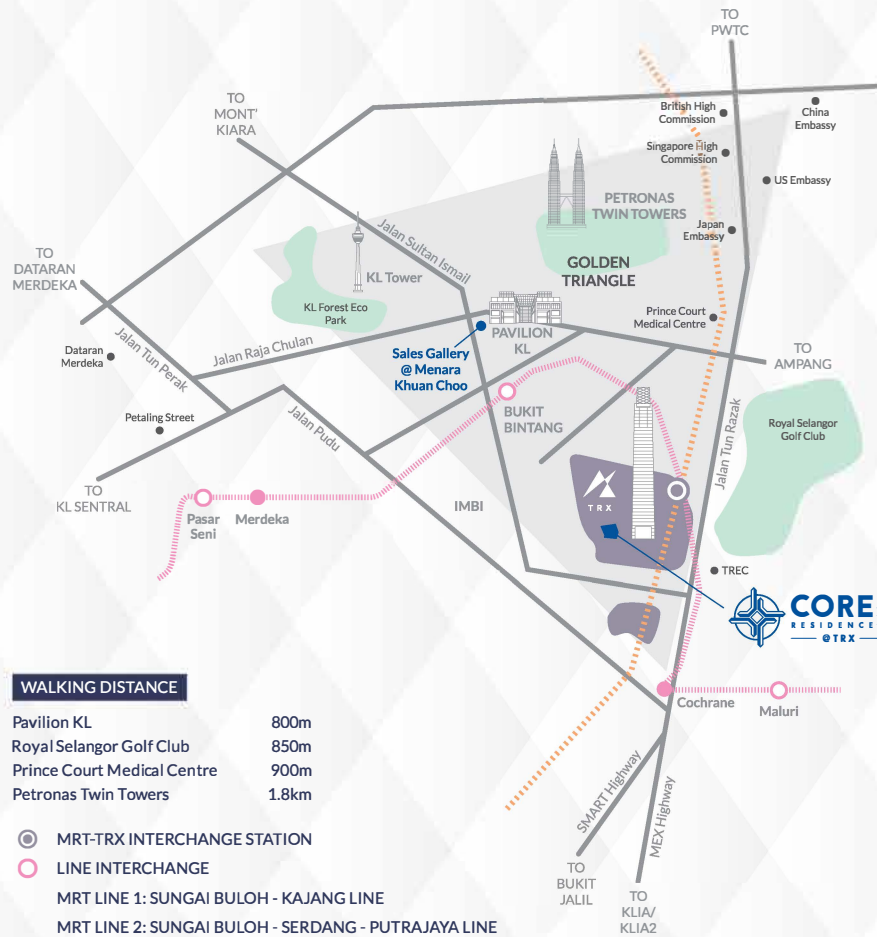 TO
PWTC
TO
MONT'
KIARA
British High
Commission
China
Embassy
Singapore High
Commission
US Embassy
PETRONAS
TWIN TOWERS
Japan
Embassy
TO
DATARAN
MERDEKA
Jalan Sultan Ismail
KL Tower
GOLDEN
TRIANGLE
KL Forest Eco
Park
PAVILION
KL
Prince Court
Medical Centre
Jalan Tun Perak
Jalan Raja Chulan
Sales Gallery
@ Menara
Khuan Choo
TO
AMPANG
Dataran
Merdeka
Petaling Street
Jalan Pudu
BUKIT
BINTANG
Jalan Tun Razak
Royal Selangor
Golf Club
TO
KL SENTRAL
IMBI
TRX
Pasar
Seni
Merdeka
TREC
CORE
RESIDENCE
@TRX
WALKING DISTANCE
Pavilion KL 800m
Royal Selangor Golf Club 850m
Prince Court Medical Centre 900m
Petronas Twin Towers 1.8km
Cochrane
Maluri
SMART Highway
MEX Highway
MRT-TRX INTERCHANGE STATION
LINE INTERCHANGE
MRT LINE 1: SUNGAI BULOH - KAJANG LINE
MRT LINE 2: SUNGAI BULOH - SERDANG - PUTRAJAYA LINE
TO
BUKIT
JALIL
TO
KLIA/
KLIA2